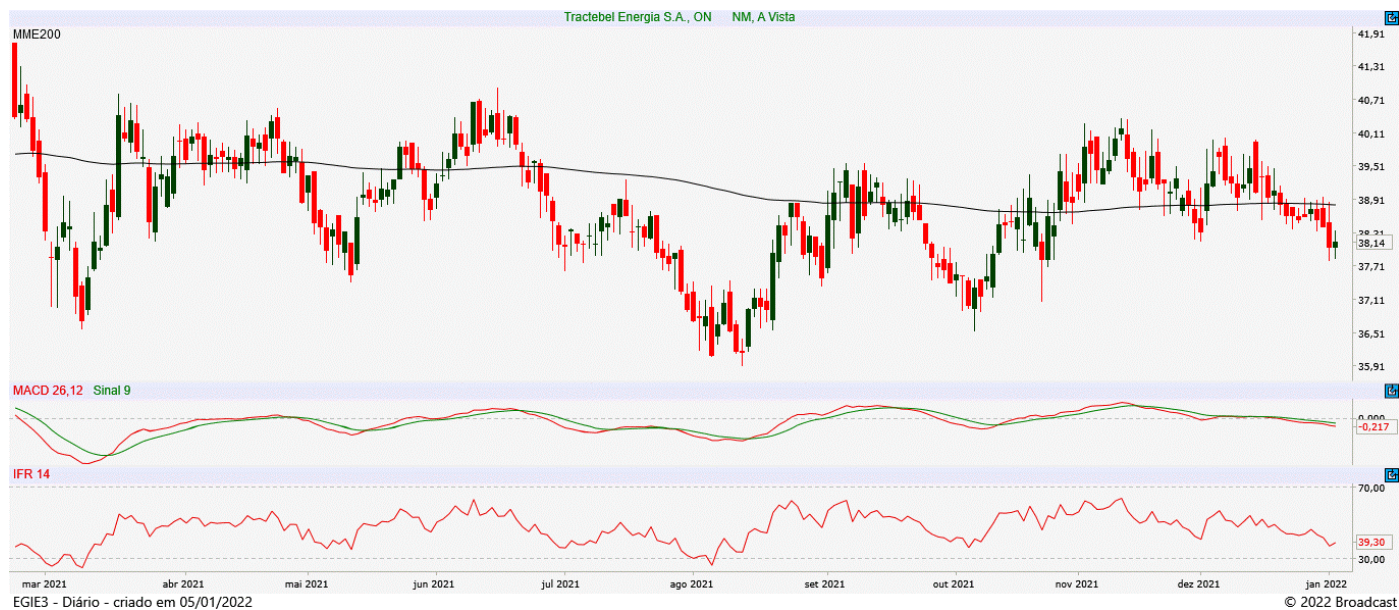 Tractebel Energia S.A., ON NM, A Vista
MME200
41,91
41,31
40,71
40,11
39,51
38,91
38,21
38,14
37,71
37,11
36,51
35,91
MACD 26,12 Sinal 9
0,000
-0,217
IFR 14
70,00
39,30
30,00
mar 2021 abr 2021 mai 2021 jun 2021 jul 2021 ago 2021 set 2021 out 2021 nov 2021 dez 2021 jan 2022
EGIE3 - Diário - criado em 05/01/2022 © 2022 Broadcast